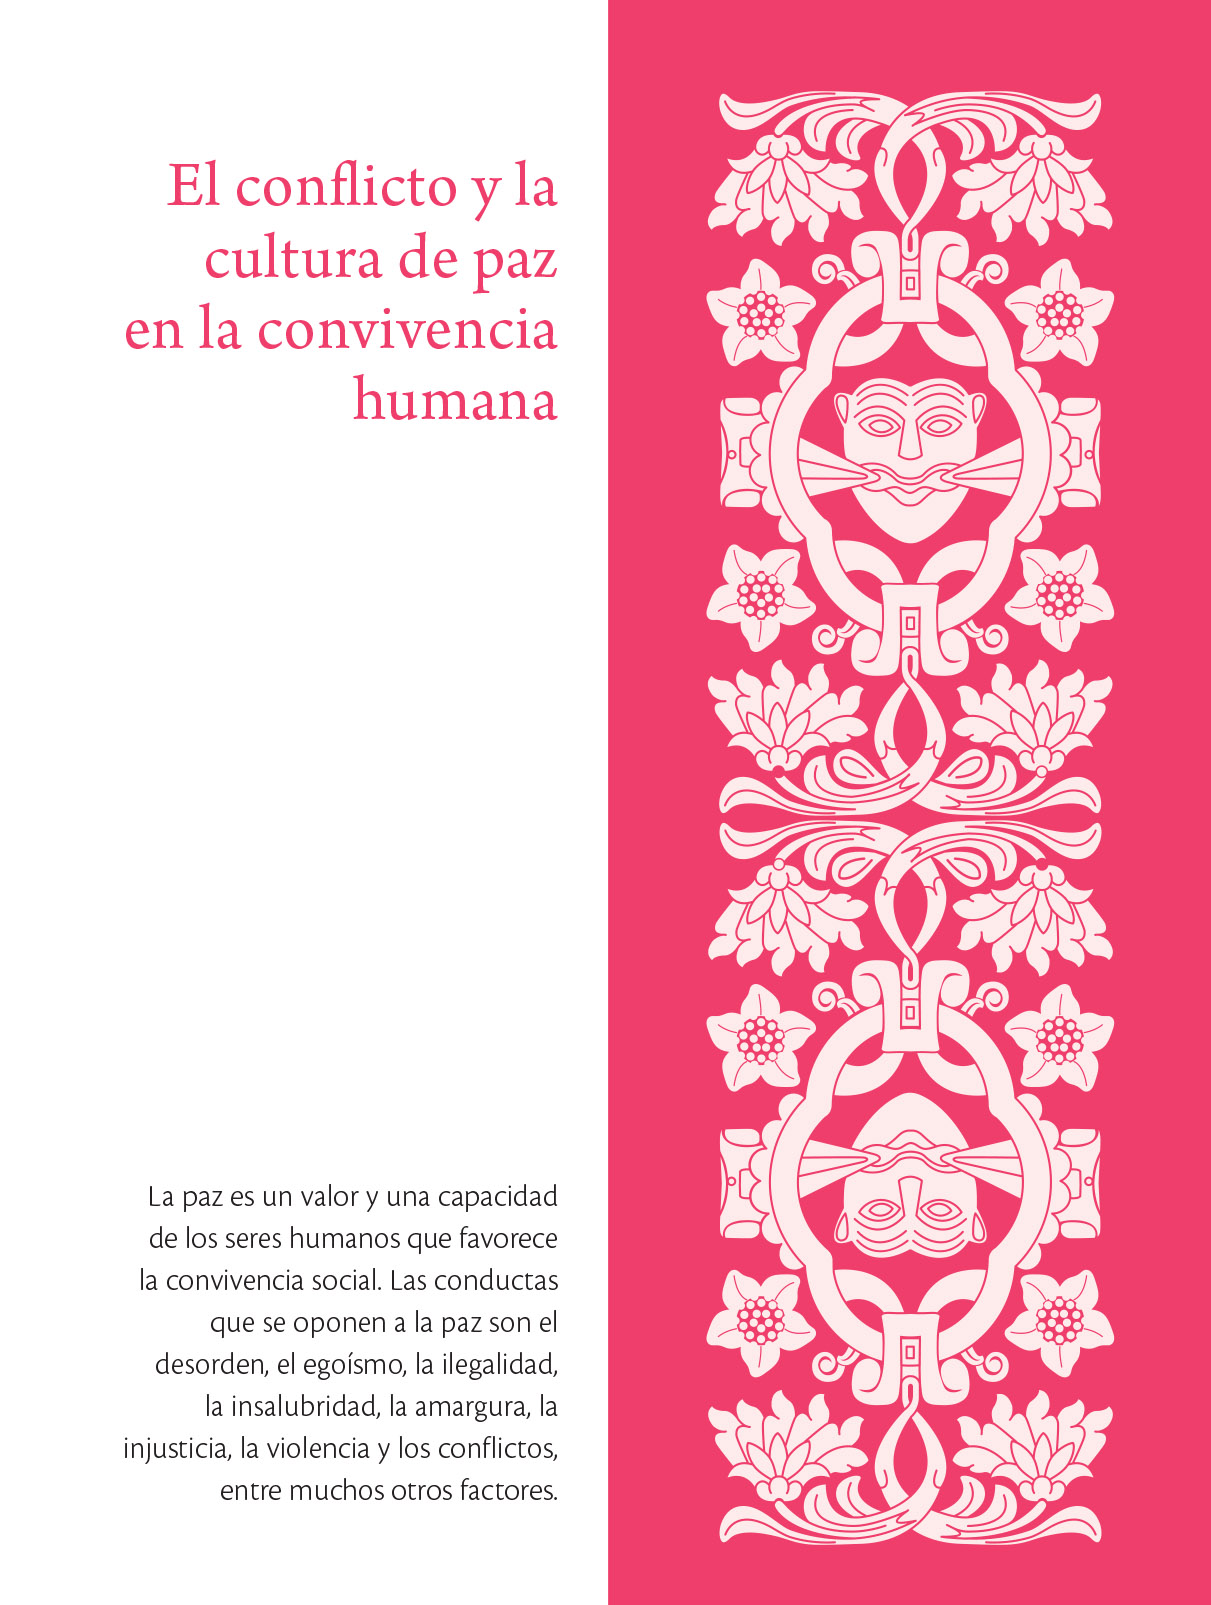 El conflicto y la
cultura de paz
en la convivencia
humana
La paz es un valor y una capacidad
de los seres humanos que favorece
la convivencia social. Las conductas
que se oponen a la paz son el
desorden, el egoísmo, la ilegalidad,
la insalubridad, la amargura, la
injusticia, la violencia y los conflictos,
entre muchos otros factores.